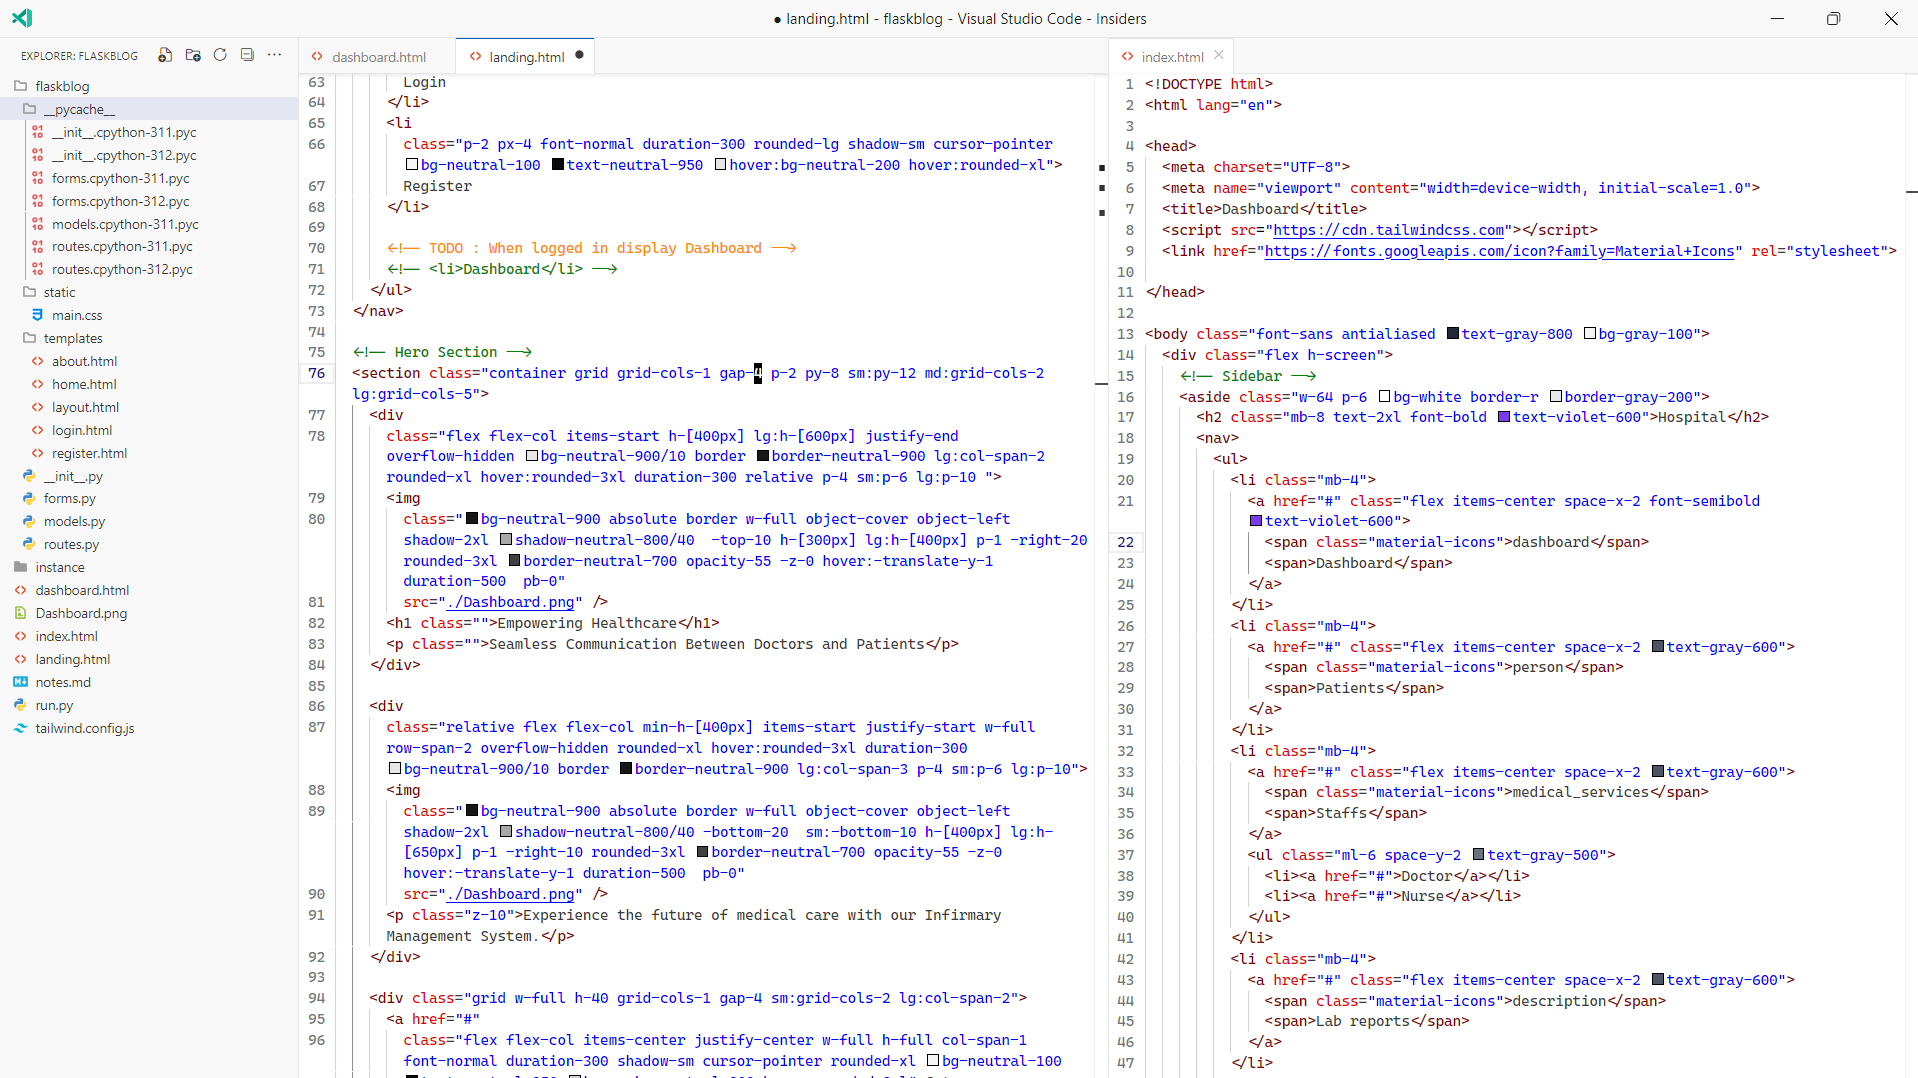 ● landing.html - flaskblog - Visual Studio Code - Insiders
EXPLORER: FLASKBLOG
flaskblog
__pycache__
__init__.cpython-311.pyc
__init__.cpython-312.pyc
forms.cpython-311.pyc
forms.cpython-312.pyc
models.cpython-311.pyc
routes.cpython-311.pyc
routes.cpython-312.pyc
static
main.css
templates
about.html
home.html
layout.html
login.html
register.html
__init__.py
forms.py
models.py
routes.py
instance
dashboard.html
Dashboard.png
index.html
landing.html
notes.md
run.py
tailwind.config.js
dashboard.html
landing.html ●
63 Login
64 </li>
65 <li
66 class="p-2 px-4 font-normal duration-300 rounded-lg shadow-sm cursor-pointer
bg-neutral-100 text-neutral-950 hover:bg-neutral-200 hover:rounded-xl">
67 Register
68 </li>
69
70 <!-- TODO : When logged in display Dashboard -->
71 <!-- <li>Dashboard</li> -->
72 </ul>
73 </nav>
74
75 <!-- Hero Section -->
76 <section class="container grid grid-cols-1 gap-4 p-2 py-8 sm:py-12 md:grid-cols-2
lg:grid-cols-5">
77 <div
78 class="flex flex-col items-start h-[400px] lg:h-[600px] justify-end
overflow-hidden bg-neutral-900/10 border border-neutral-900 lg:col-span-2
rounded-xl hover:rounded-3xl duration-300 relative p-4 sm:p-6 lg:p-10 ">
79 <img
80 class="bg-neutral-900 absolute border w-full object-cover object-left
shadow-2xl shadow-neutral-800/40  -top-10 h-[300px] lg:h-[400px] p-1 -right-20
rounded-3xl border-neutral-700 opacity-55 -z-0 hover:-translate-y-1
duration-500  pb-0"
81 src="./Dashboard.png" />
82 <h1 class="">Empowering Healthcare</h1>
83 <p class="">Seamless Communication Between Doctors and Patients</p>
84 </div>
85
86 <div
87 class="relative flex flex-col min-h-[400px] items-start justify-start w-full
row-span-2 overflow-hidden rounded-xl hover:rounded-3xl duration-300
bg-neutral-900/10 border border-neutral-900 lg:col-span-3 p-4 sm:p-6 lg:p-10">
88 <img
89 class="bg-neutral-900 absolute border w-full object-cover object-left
shadow-2xl shadow-neutral-800/40 -bottom-20  sm:-bottom-10 h-[400px] lg:h-
[650px] p-1 -right-10 rounded-3xl border-neutral-700 opacity-55 -z-0
hover:-translate-y-1 duration-500  pb-0"
90 src="./Dashboard.png" />
91 <p class="z-10">Experience the future of medical care with our Infirmary
Management System.</p>
92 </div>
93
94 <div class="grid w-full h-40 grid-cols-1 gap-4 sm:grid-cols-2 lg:col-span-2">
95 <a href="#"
96 class="flex flex-col items-center justify-center w-full h-full col-span-1
font-normal duration-300 shadow-sm cursor-pointer rounded-xl bg-neutral-100
index.html
1 <!DOCTYPE html>
2 <html lang="en">
3
4 <head>
5 <meta charset="UTF-8">
6 <meta name="viewport" content="width=device-width, initial-scale=1.0">
7 <title>Dashboard</title>
8 <script src="https://cdn.tailwindcss.com"></script>
9 <link href="https://fonts.googleapis.com/icon?family=Material+Icons" rel="stylesheet">
10
11 </head>
12
13 <body class="font-sans antialiased text-gray-800 bg-gray-100">
14 <div class="flex h-screen">
15 <!-- Sidebar -->
16 <aside class="w-64 p-6 bg-white border-r border-gray-200">
17 <h2 class="mb-8 text-2xl font-bold text-violet-600">Hospital</h2>
18 <nav>
19 <ul>
20 <li class="mb-4">
21 <a href="#" class="flex items-center space-x-2 font-semibold
text-violet-600">
22 <span class="material-icons">dashboard</span>
23 <span>Dashboard</span>
24 </a>
25 </li>
26 <li class="mb-4">
27 <a href="#" class="flex items-center space-x-2 text-gray-600">
28 <span class="material-icons">person</span>
29 <span>Patients</span>
30 </a>
31 </li>
32 <li class="mb-4">
33 <a href="#" class="flex items-center space-x-2 text-gray-600">
34 <span class="material-icons">medical_services</span>
35 <span>Staffs</span>
36 </a>
37 <ul class="ml-6 space-y-2 text-gray-500">
38 <li><a href="#">Doctor</a></li>
39 <li><a href="#">Nurse</a></li>
40 </ul>
41 </li>
42 <li class="mb-4">
43 <a href="#" class="flex items-center space-x-2 text-gray-600">
44 <span class="material-icons">description</span>
45 <span>Lab reports</span>
46 </a>
47 </li>